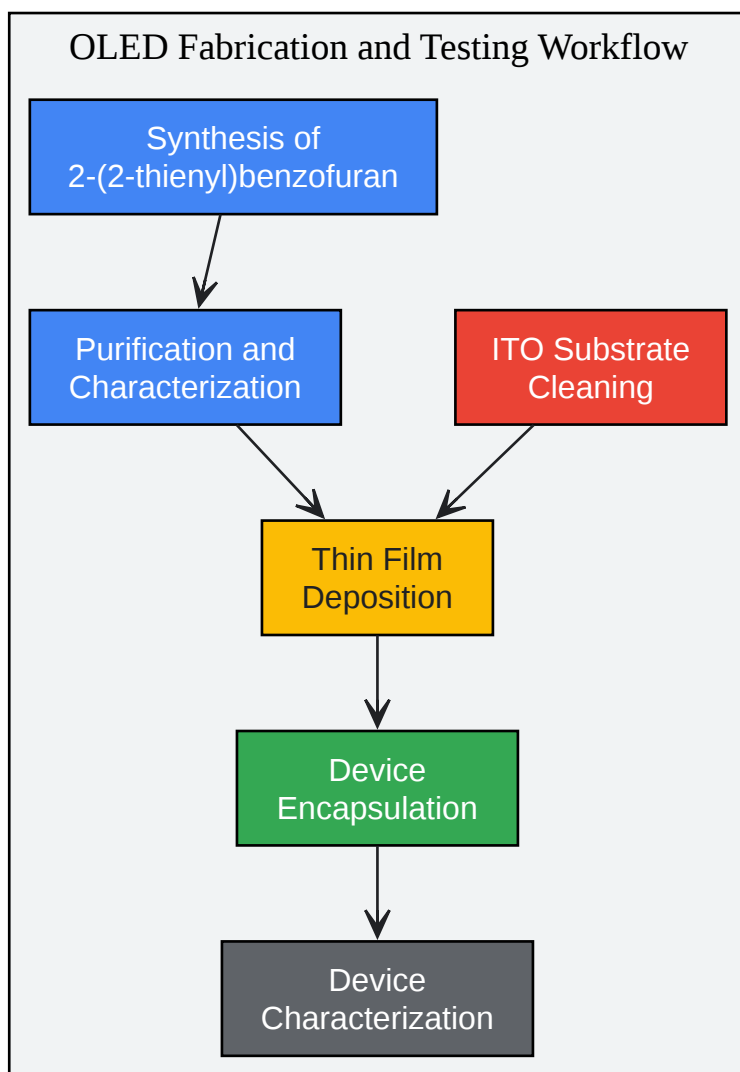 OLED Fabrication and Testing Workflow
Synthesis of
2-(2-thienyl)benzofuran
Purification and
Characterization
ITO Substrate
Cleaning
Thin Film
Deposition
Device
Encapsulation
Device
Characterization